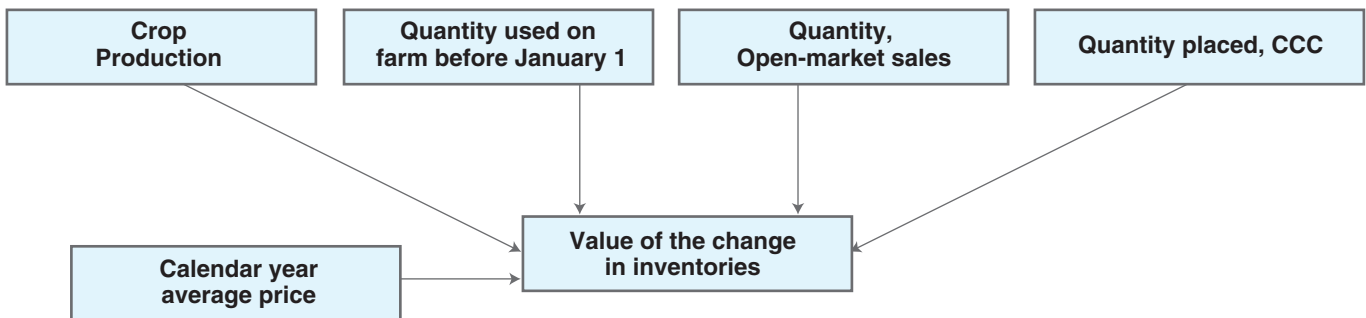 Crop
Production
Quantity used on
farm before January 1
Quantity,
Open-market sales
Quantity placed, CCC
Value of the change
in inventories
Calendar year
average price